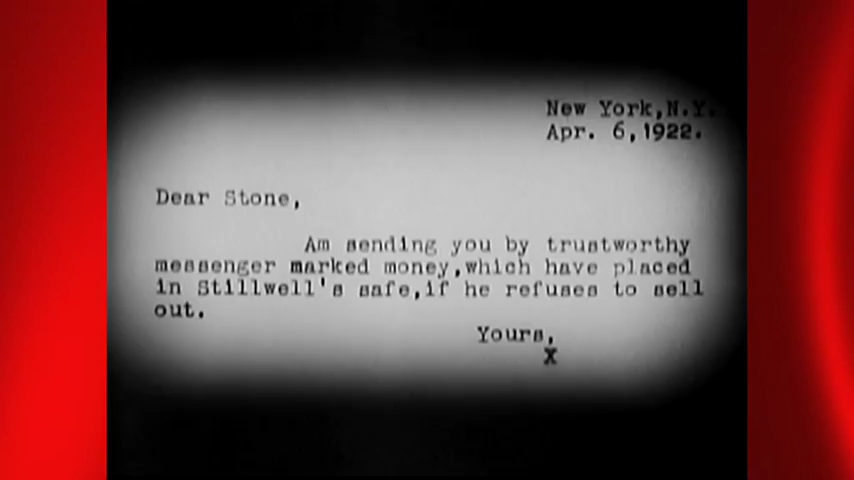 New York,N.Y.
Apr. 6,1922.
Dear Stone,
Am sending you by trustworthy
messenger marked money,which have placed
in Stillwell's safe,if he refuses to sell
out.
Yours,
X